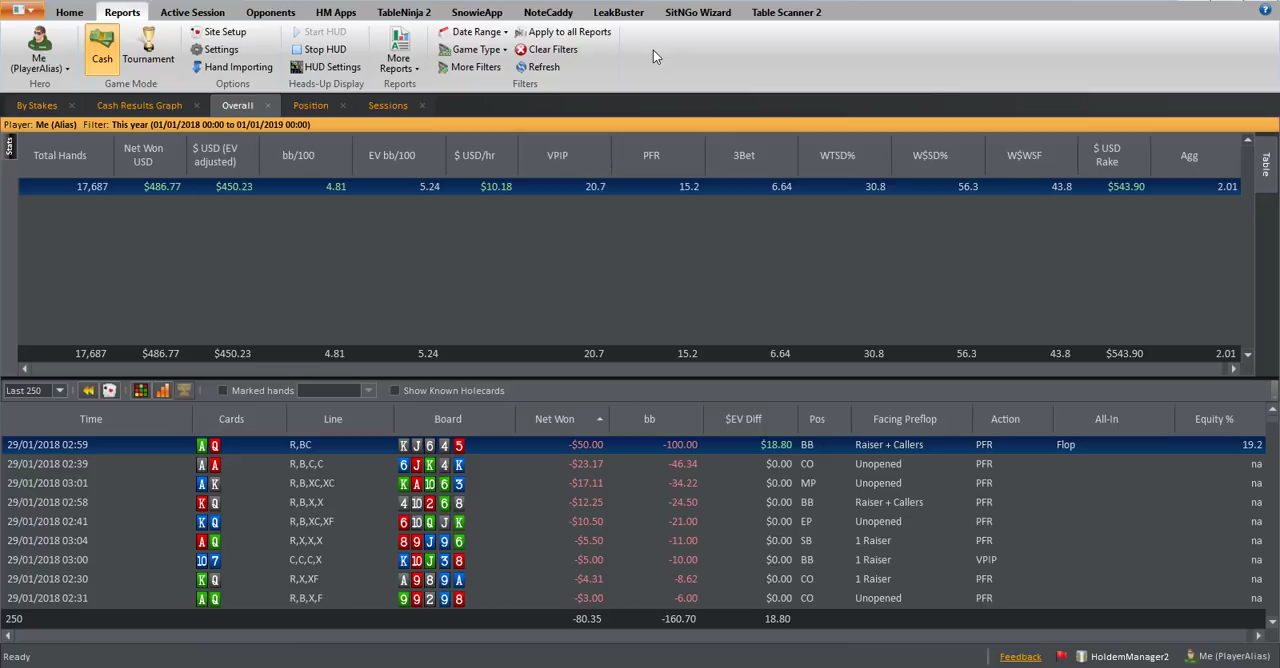 Home Reports Active Session Opponents HM Apps TableNinja 2 SnowieApp NoteCaddy LeakBuster SitNGo Wizard Table Scanner 2
Me (PlayerAlias)
Hero
Cash Tournament
Game Mode
Site Setup
Settings
Hand Importing
Options
Start HUD
Stop HUD
HUD Settings
Heads-Up Display
More Reports
Reports
Date Range Apply to all Reports
Game Type Clear Filters
More Filters Refresh
Filters
By Stakes Cash Results Graph Overall Position Sessions
Player: Me (Alias) Filter: This year (01/01/2018 00:00 to 01/01/2019 00:00)
Stats
Total Hands Net Won USD $ USD (EV adjusted) bb/100 EV bb/100 $ USD/hr VPIP PFR 3Bet WTSD% W$SD% W$WSF $ USD Rake Agg
Table
17,687 $486.77 $450.23 4.81 5.24 $10.18 20.7 15.2 6.64 30.8 56.3 43.8 $543.90 2.01
17,687 $486.77 $450.23 4.81 5.24 20.7 15.2 6.64 30.8 56.3 43.8 $543.90 2.01
Last 250 Marked hands Show Known Holecards
Time Cards Line Board Net Won bb $EV Diff Pos Facing Preflop Action All-In Equity %
29/01/2018 02:59 A Q R,BC K J 6 4 5 -$50.00 -100.00 $18.80 BB Raiser + Callers PFR Flop 19.2
29/01/2018 02:39 A A R,B,C,C 6 J K 4 K -$23.17 -46.34 $0.00 CO Unopened PFR na
29/01/2018 03:01 A K R,B,XC,XC K A 10 6 3 -$17.11 -34.22 $0.00 MP Unopened PFR na
29/01/2018 02:58 K Q R,B,X,X 4 10 2 6 8 -$12.25 -24.50 $0.00 BB Raiser + Callers PFR na
29/01/2018 02:41 K Q R,B,XC,XF 6 10 Q J K -$10.50 -21.00 $0.00 EP Unopened PFR na
29/01/2018 03:04 A Q R,X,X,X 8 9 J 9 6 -$5.50 -11.00 $0.00 SB 1 Raiser PFR na
29/01/2018 03:00 10 7 C,C,C,X K 10 J 3 8 -$5.00 -10.00 $0.00 BB 1 Raiser VPIP na
29/01/2018 02:30 K Q R,X,XF A 9 8 9 A -$4.31 -8.62 $0.00 CO 1 Raiser PFR na
29/01/2018 02:31 A Q R,B,X,F 9 9 2 9 8 -$3.00 -6.00 $0.00 CO Unopened PFR na
250 -80.35 -160.70 18.80
Ready Feedback HoldemManager2 Me (PlayerAlias)